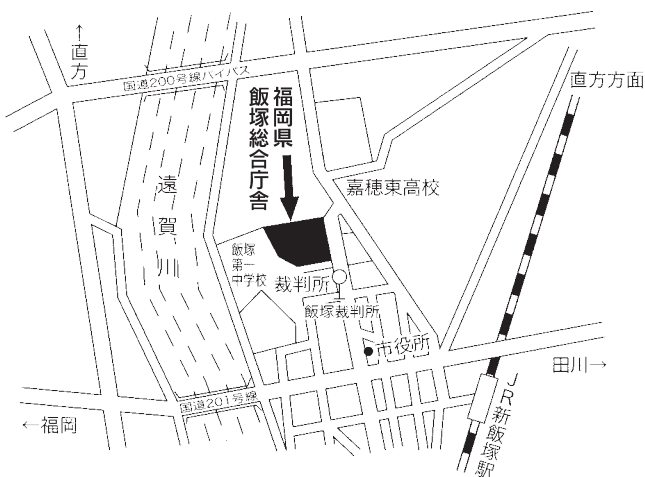 ↑直方
国道200号線バイパス
直方方面
福岡県
飯塚総合庁舎
遠賀川
嘉穂東高校
飯塚
第一
中学校
裁判所
飯塚裁判所
市役所
田川→
国道201号線
←福岡
JR新飯塚駅